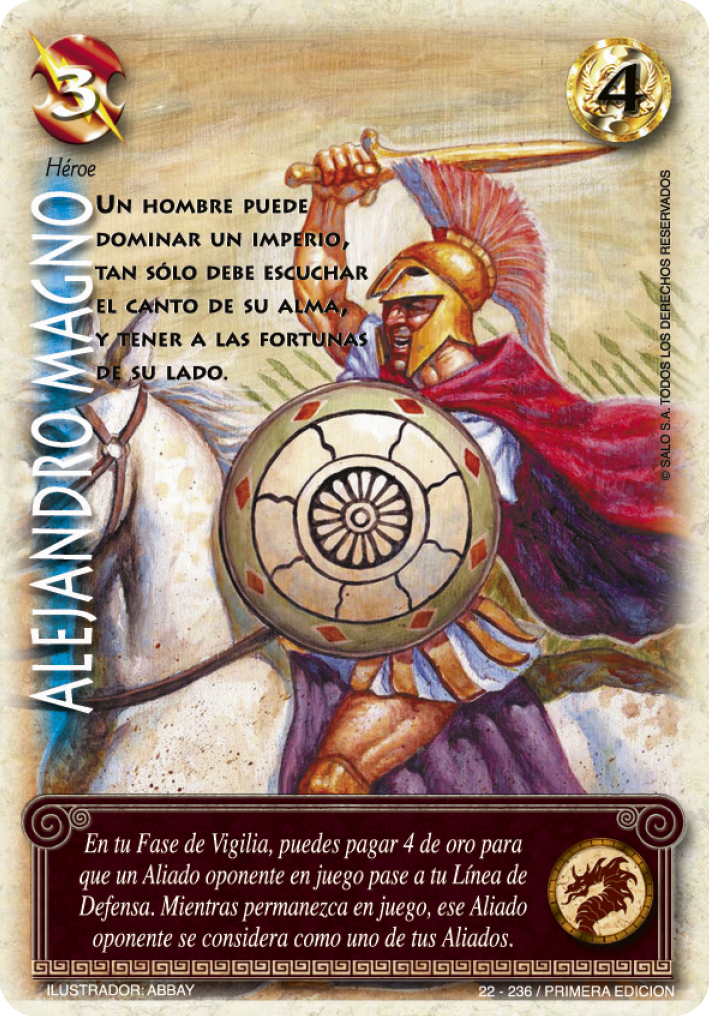 3
4
Héroe
ALEJANDRO MAGNO
UN HOMBRE PUEDE
DOMINAR UN IMPERIO,
TAN SÓLO DEBE ESCUCHAR
EL CANTO DE SU ALMA,
Y TENER A LAS FORTUNAS
DE SU LADO.
© SALO S.A. TODOS LOS DERECHOS RESERVADOS
En tu Fase de Vigilia, puedes pagar 4 de oro para
que un Aliado oponente en juego pase a tu Línea de
Defensa. Mientras permanezca en juego, ese Aliado
oponente se considera como uno de tus Aliados.
ILUSTRADOR: ABBAY
22 - 236 / PRIMERA EDICION